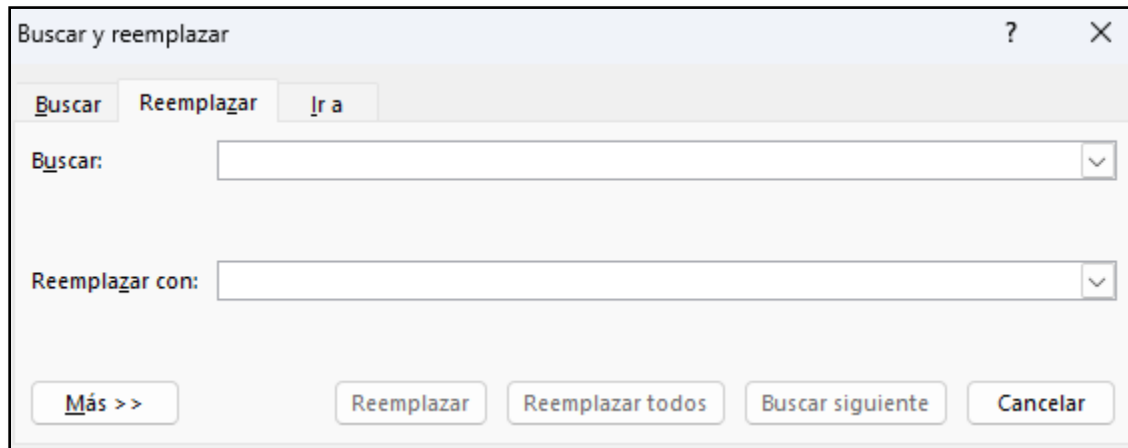 Buscar y reemplazar ?
Buscar Reemplazar Ir a
Buscar:
Reemplazar con:
Más >> Reemplazar Reemplazar todos Buscar siguiente Cancelar